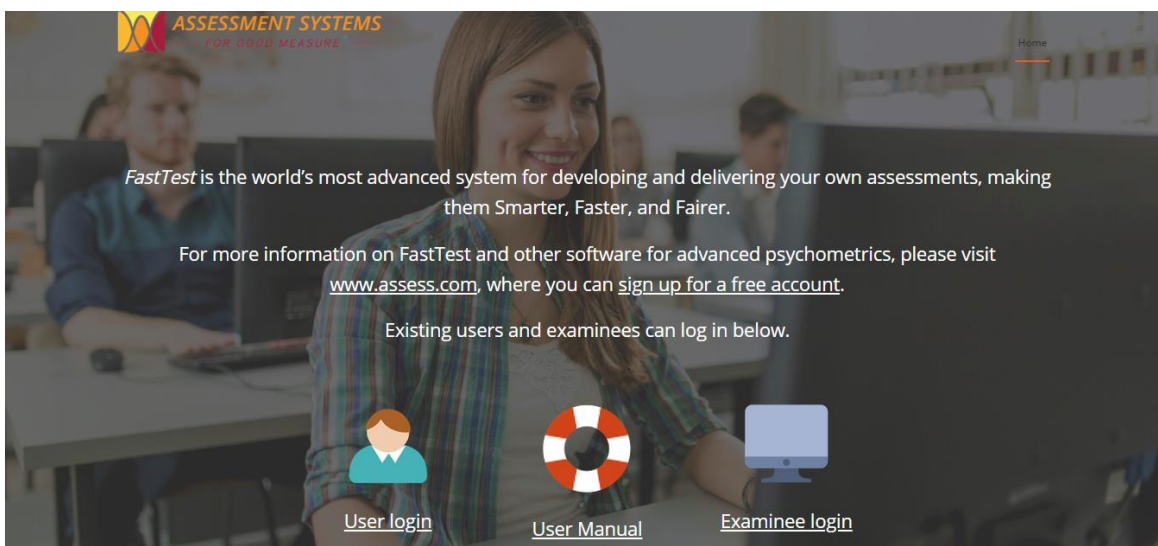 ASSESSMENT SYSTEMS
FOR GOOD MEASURE
Home
FastTest is the world’s most advanced system for developing and delivering your own assessments, making
them Smarter, Faster, and Fairer.
For more information on FastTest and other software for advanced psychometrics, please visit
www.assess.com, where you can sign up for a free account.
Existing users and examinees can log in below.
User login
User Manual
Examinee login